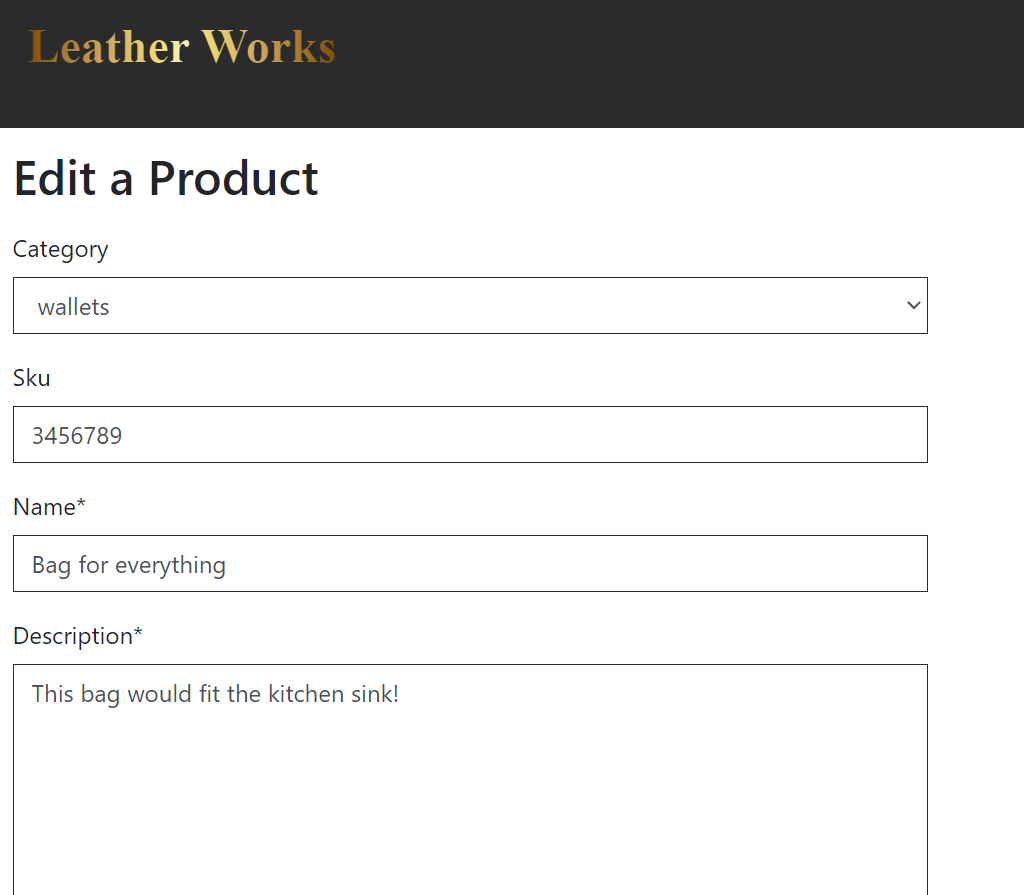 Leather Works
Edit a Product
Category
wallets
Sku
3456789
Name*
Bag for everything
Description*
This bag would fit the kitchen sink!